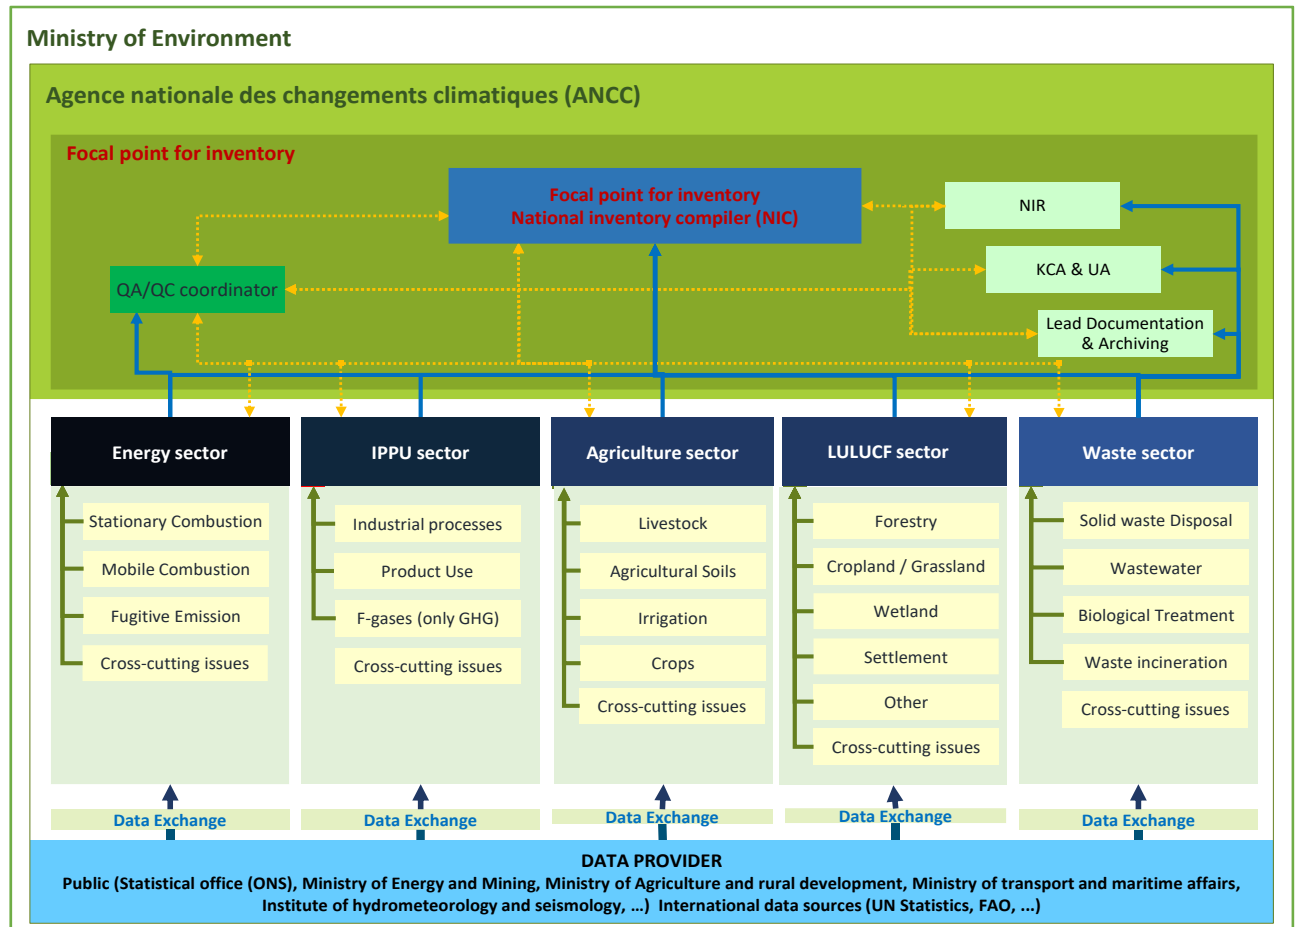 Ministry of Environment
Agence nationale des changements climatiques (ANCC)
Focal point for inventory
Focal point for inventory
National inventory compiler (NIC)
NIR
KCA & UA
QA/QC coordinator
Lead Documentation
& Archiving
Energy sector
Stationary Combustion
Mobile Combustion
Fugitive Emission
Cross-cutting issues
IPPU sector
Industrial processes
Product Use
F-gases (only GHG)
Cross-cutting issues
Agriculture sector
Livestock
Agricultural Soils
Irrigation
Crops
Cross-cutting issues
LULUCF sector
Forestry
Cropland / Grassland
Wetland
Settlement
Other
Cross-cutting issues
Waste sector
Solid waste Disposal
Wastewater
Biological Treatment
Waste incineration
Cross-cutting issues
Data Exchange
Data Exchange
Data Exchange
Data Exchange
Data Exchange
DATA PROVIDER
Public (Statistical office (ONS), Ministry of Energy and Mining, Ministry of Agriculture and rural development, Ministry of transport and maritime affairs,
Institute of hydrometeorology and seismology, ...) International data sources (UN Statistics, FAO, ...)